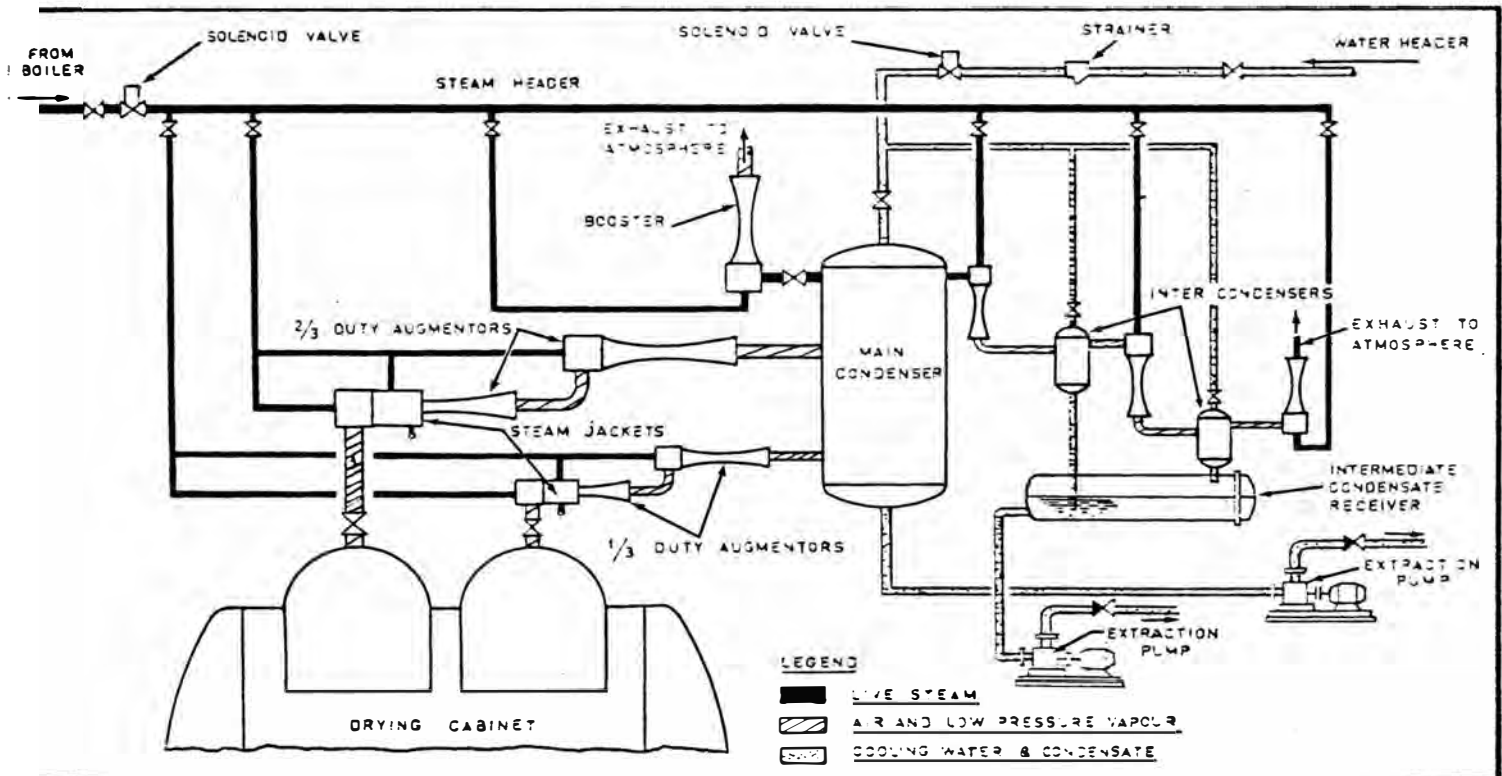 SOLENOID VALVE
FROM
BOILER
STEAM HEADER
SOLENOID VALVE
STRAINER
WATER HEADER
EXHAUST TO
ATMOSPHERE
BOOSTER
2/3 DUTY AUGMENTORS
MAIN
CONDENSER
INTER CONDENSERS
EXHAUST TO
ATMOSPHERE
STEAM JACKETS
1/3 DUTY AUGMENTORS
INTERMEDIATE
CONDENSATE
RECEIVER
EXTRACTION
PUMP
EXTRACTION
PUMP
DRYING CABINET
LEGEND
LIVE STEAM
AIR AND LOW PRESSURE VAPOUR
COOLING WATER & CONDENSATE